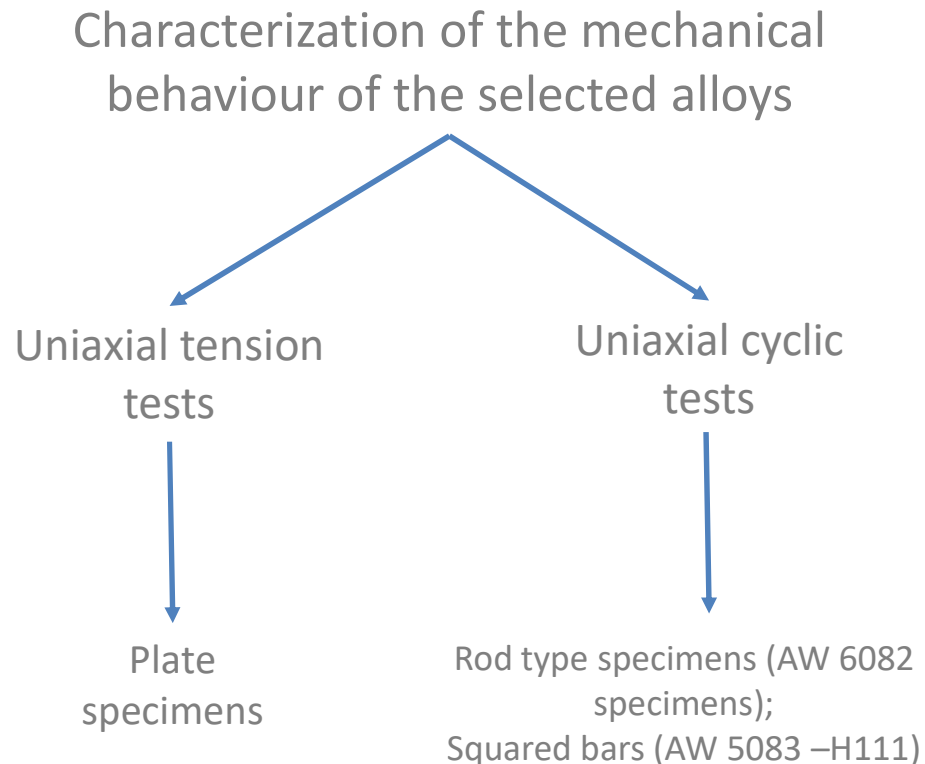 Characterization of the mechanical
behaviour of the selected alloys
Uniaxial tension
tests
Uniaxial cyclic
tests
Plate
specimens
Rod type specimens (AW 6082
specimens);
Squared bars (AW 5083 –H111)